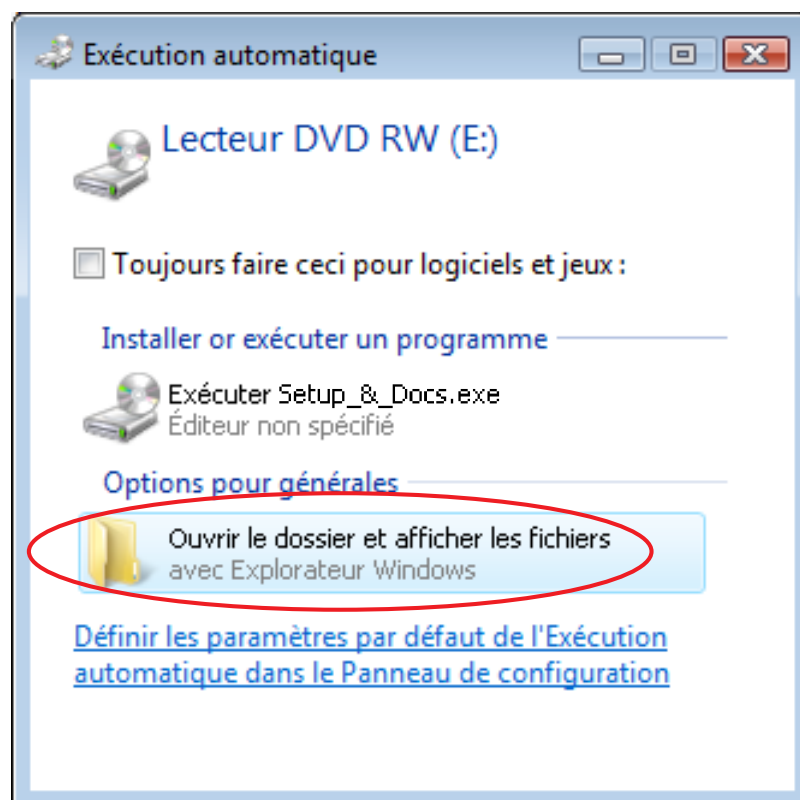 Exécution automatique
Lecteur DVD RW (E:)
Toujours faire ceci pour logiciels et jeux :
Installer or exécuter un programme
Exécuter Setup_&_Docs.exe
Éditeur non spécifié
Options pour générales
Ouvrir le dossier et afficher les fichiers
avec Explorateur Windows
Définir les paramètres par défaut de l'Exécution
automatique dans le Panneau de configuration